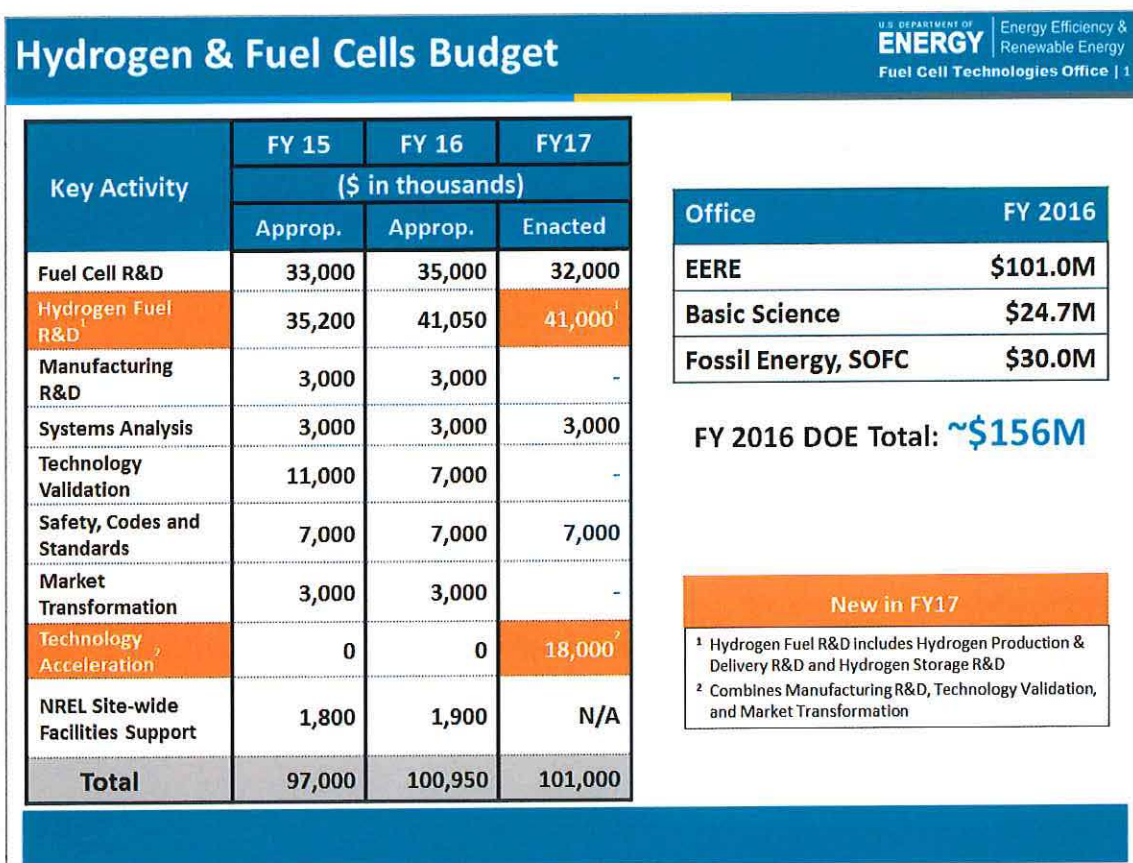 Hydrogen & Fuel Cells Budget
U.S. DEPARTMENT OF
ENERGY
Energy Efficiency &
Renewable Energy
Fuel Cell Technologies Office | 1
Key Activity
FY 15 FY 16 FY17
($ in thousands)
Approp. Approp. Enacted
Fuel Cell R&D 33,000 35,000 32,000
Hydrogen Fuel
R&D¹ 35,200 41,050 41,000¹
Manufacturing
R&D 3,000 3,000 -
Systems Analysis 3,000 3,000 3,000
Technology
Validation 11,000 7,000 -
Safety, Codes and
Standards 7,000 7,000 7,000
Market
Transformation 3,000 3,000 -
Technology
Acceleration² 0 0 18,000²
NREL Site-wide
Facilities Support 1,800 1,900 N/A
Total 97,000 100,950 101,000
Office FY 2016
EERE $101.0M
Basic Science $24.7M
Fossil Energy, SOFC $30.0M
FY 2016 DOE Total: ~$156M
New in FY17
¹ Hydrogen Fuel R&D includes Hydrogen Production &
Delivery R&D and Hydrogen Storage R&D
² Combines Manufacturing R&D, Technology Validation,
and Market Transformation